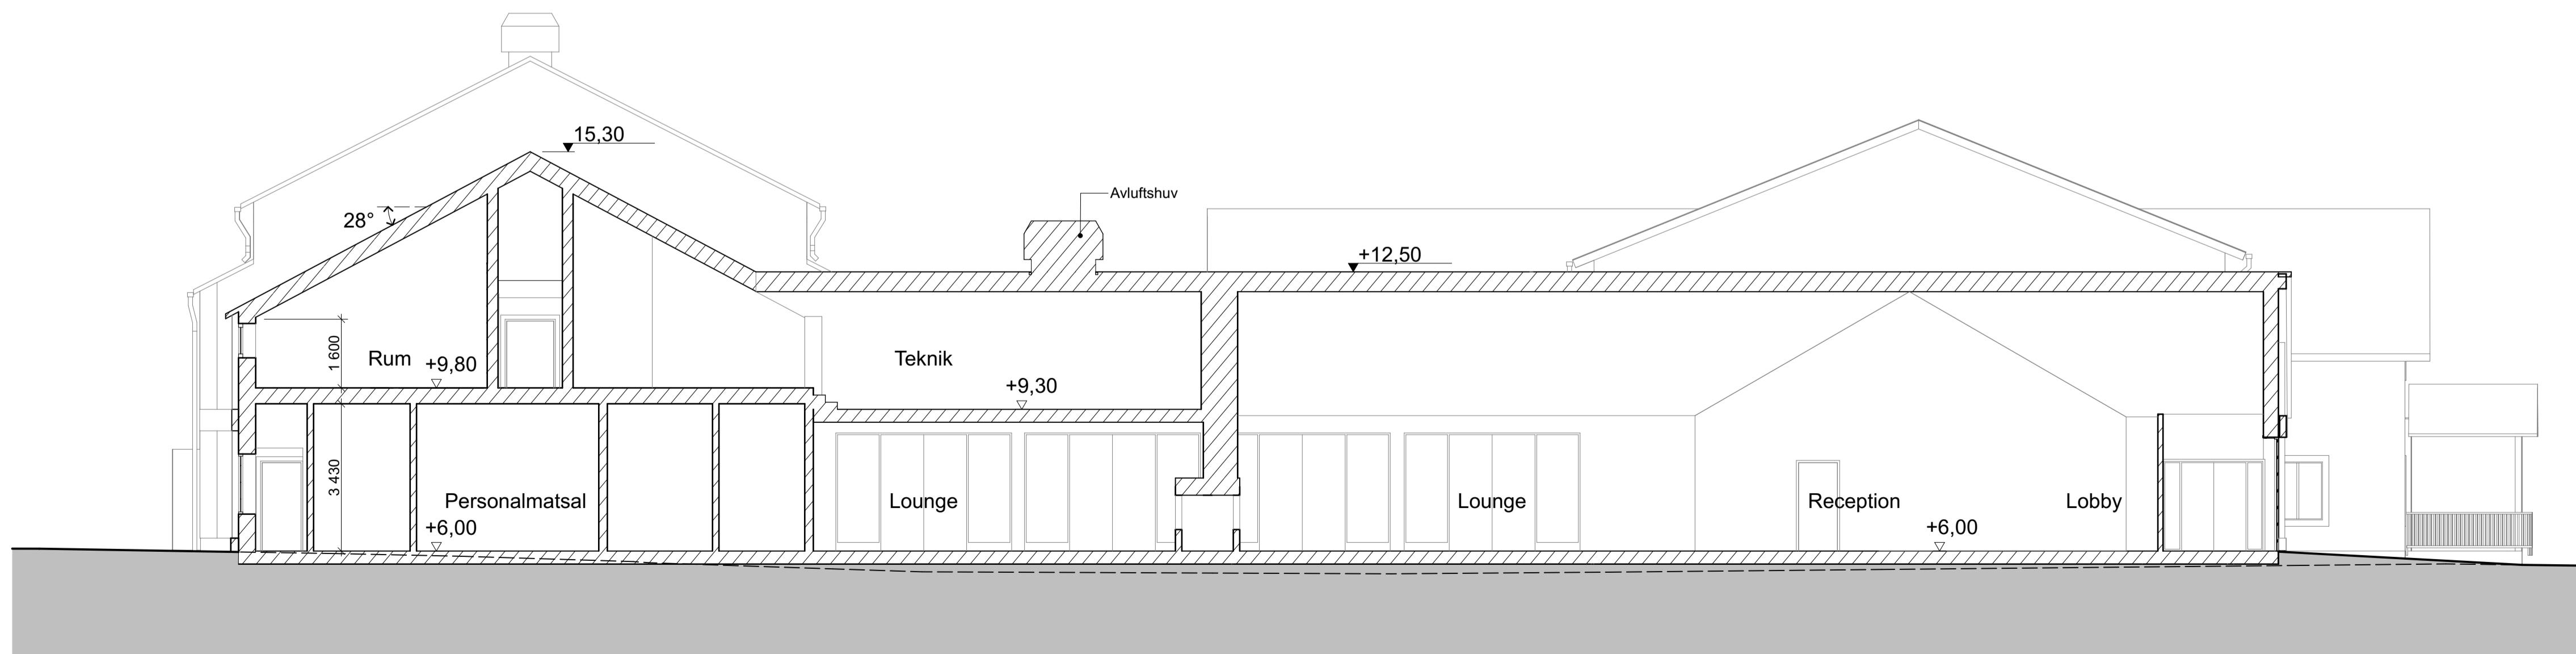 15,30
Avluftshuv
28°
+12,50
1 600
Rum
+9,80
Teknik
+9,30
3 430
Personalmatsal
+6,00
Lounge
Lounge
Reception
Lobby
+6,00